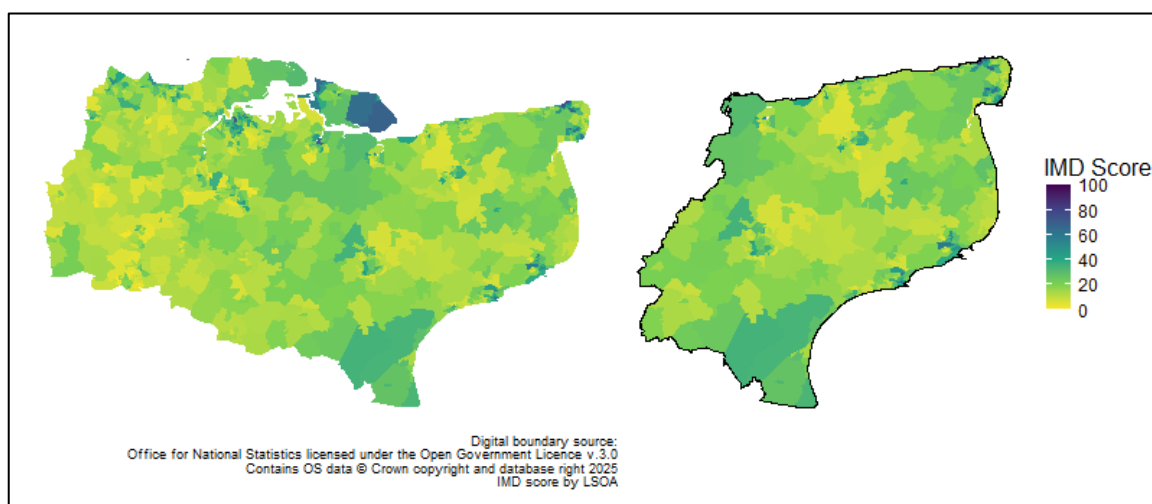 IMD Score
100
80
60
40
20
0
Digital boundary source:
Office for National Statistics licensed under the Open Government Licence v.3.0
Contains OS data © Crown copyright and database right 2025
IMD score by LSOA